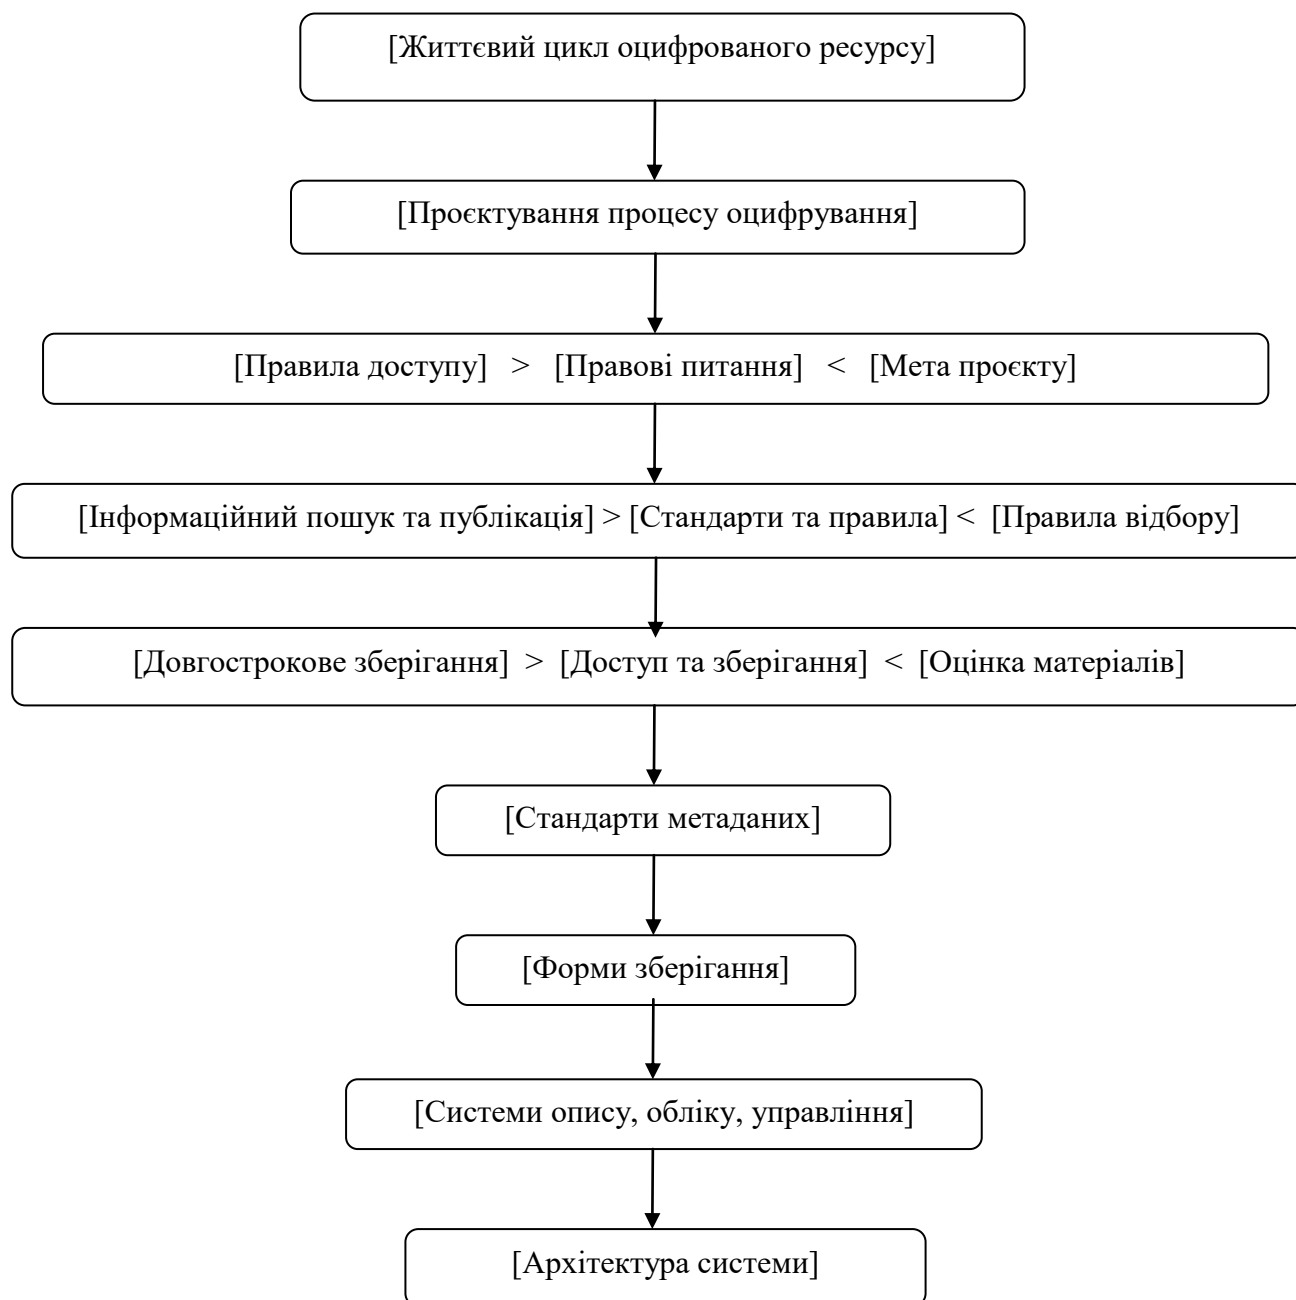 [Життєвий цикл оцифрованого ресурсу]
[Проєктування процесу оцифрування]
[Правила доступу] > [Правові питання] < [Мета проєкту]
[Інформаційний пошук та публікація] > [Стандарти та правила] < [Правила відбору]
[Довгострокове зберігання] > [Доступ та зберігання] < [Оцінка матеріалів]
[Стандарти метаданих]
[Форми зберігання]
[Системи опису, обліку, управління]
[Архітектура системи]